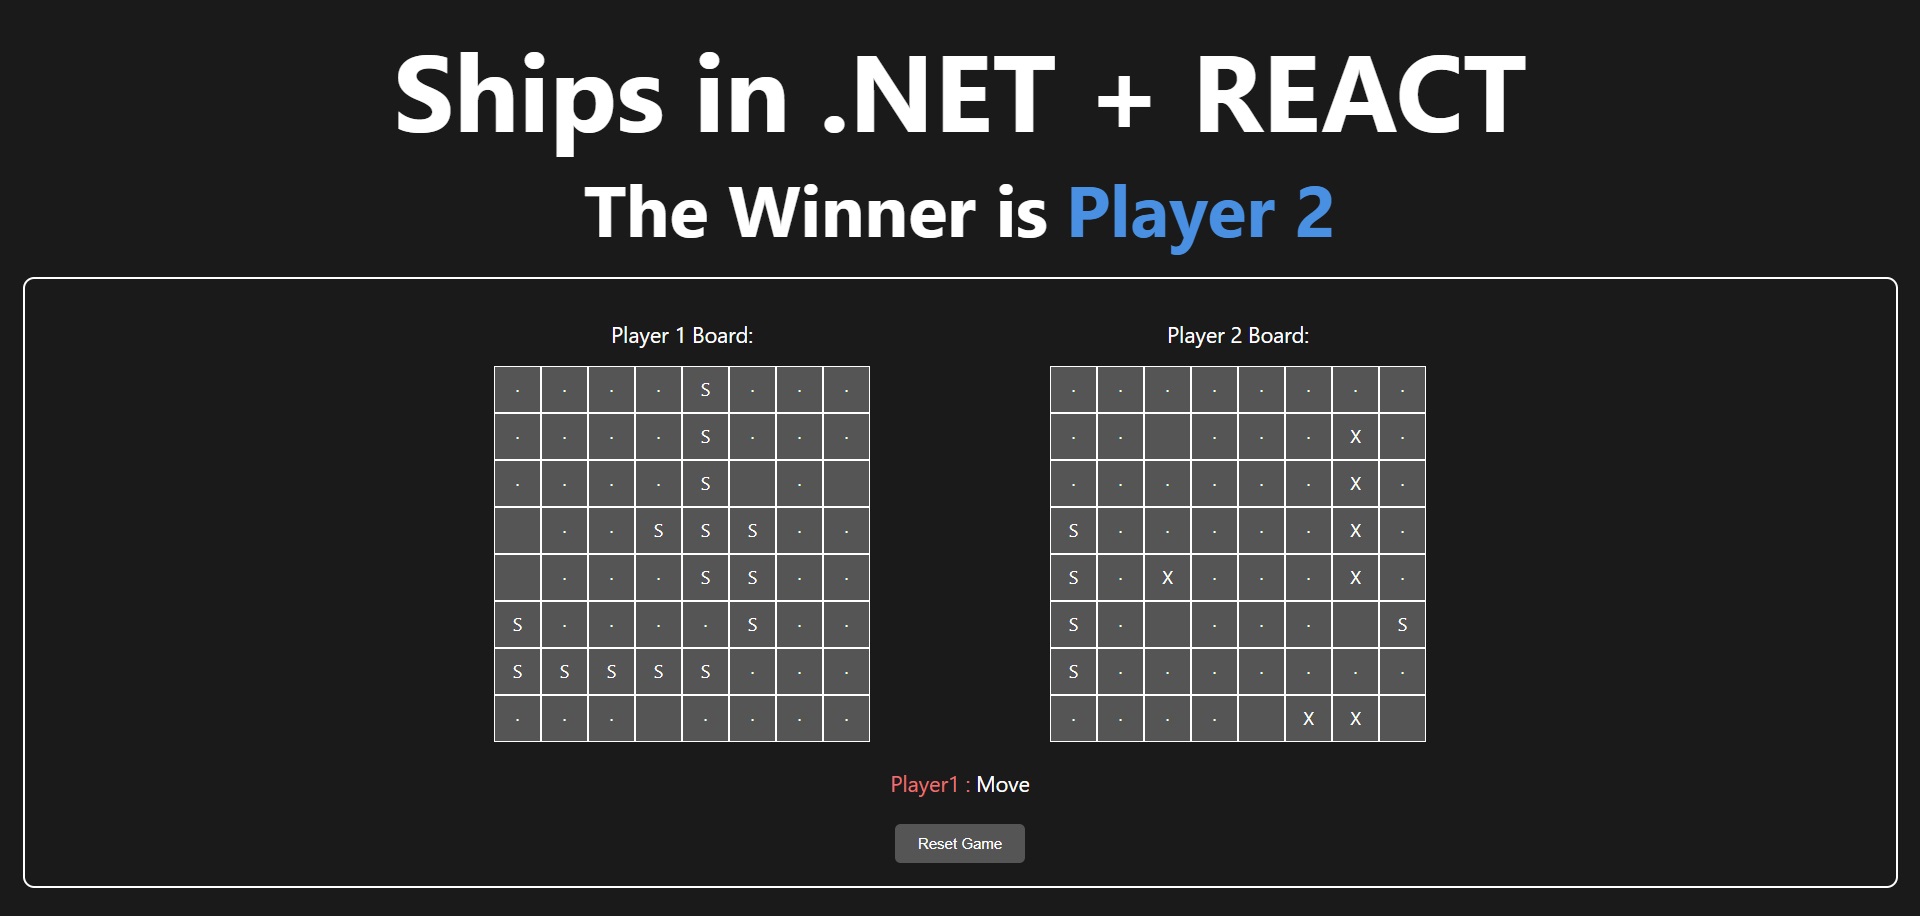 Ships in .NET + REACT
The Winner is Player 2
Player 1 Board:
· · · · S · · ·
· · · · S · · ·
· · · · S ·
· · S S S · ·
· · · S S · ·
S · · · · S · ·
S S S S S · · ·
· · · · · · ·
Player 2 Board:
· · · · · · · ·
· · · · · X ·
· · · · · · X ·
S · · · · · X ·
S · X · · · X ·
S · · · · S
S · · · · · · ·
· · · · X X
Player1 : Move
Reset Game